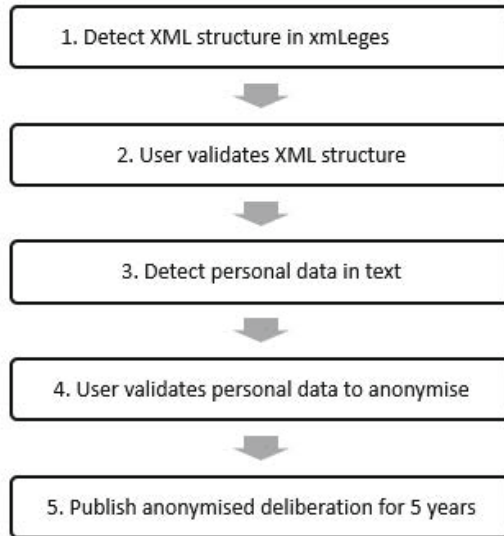 1. Detect XML structure in xmLeges
2. User validates XML structure
3. Detect personal data in text
4. User validates personal data to anonymise
5. Publish anonymised deliberation for 5 years